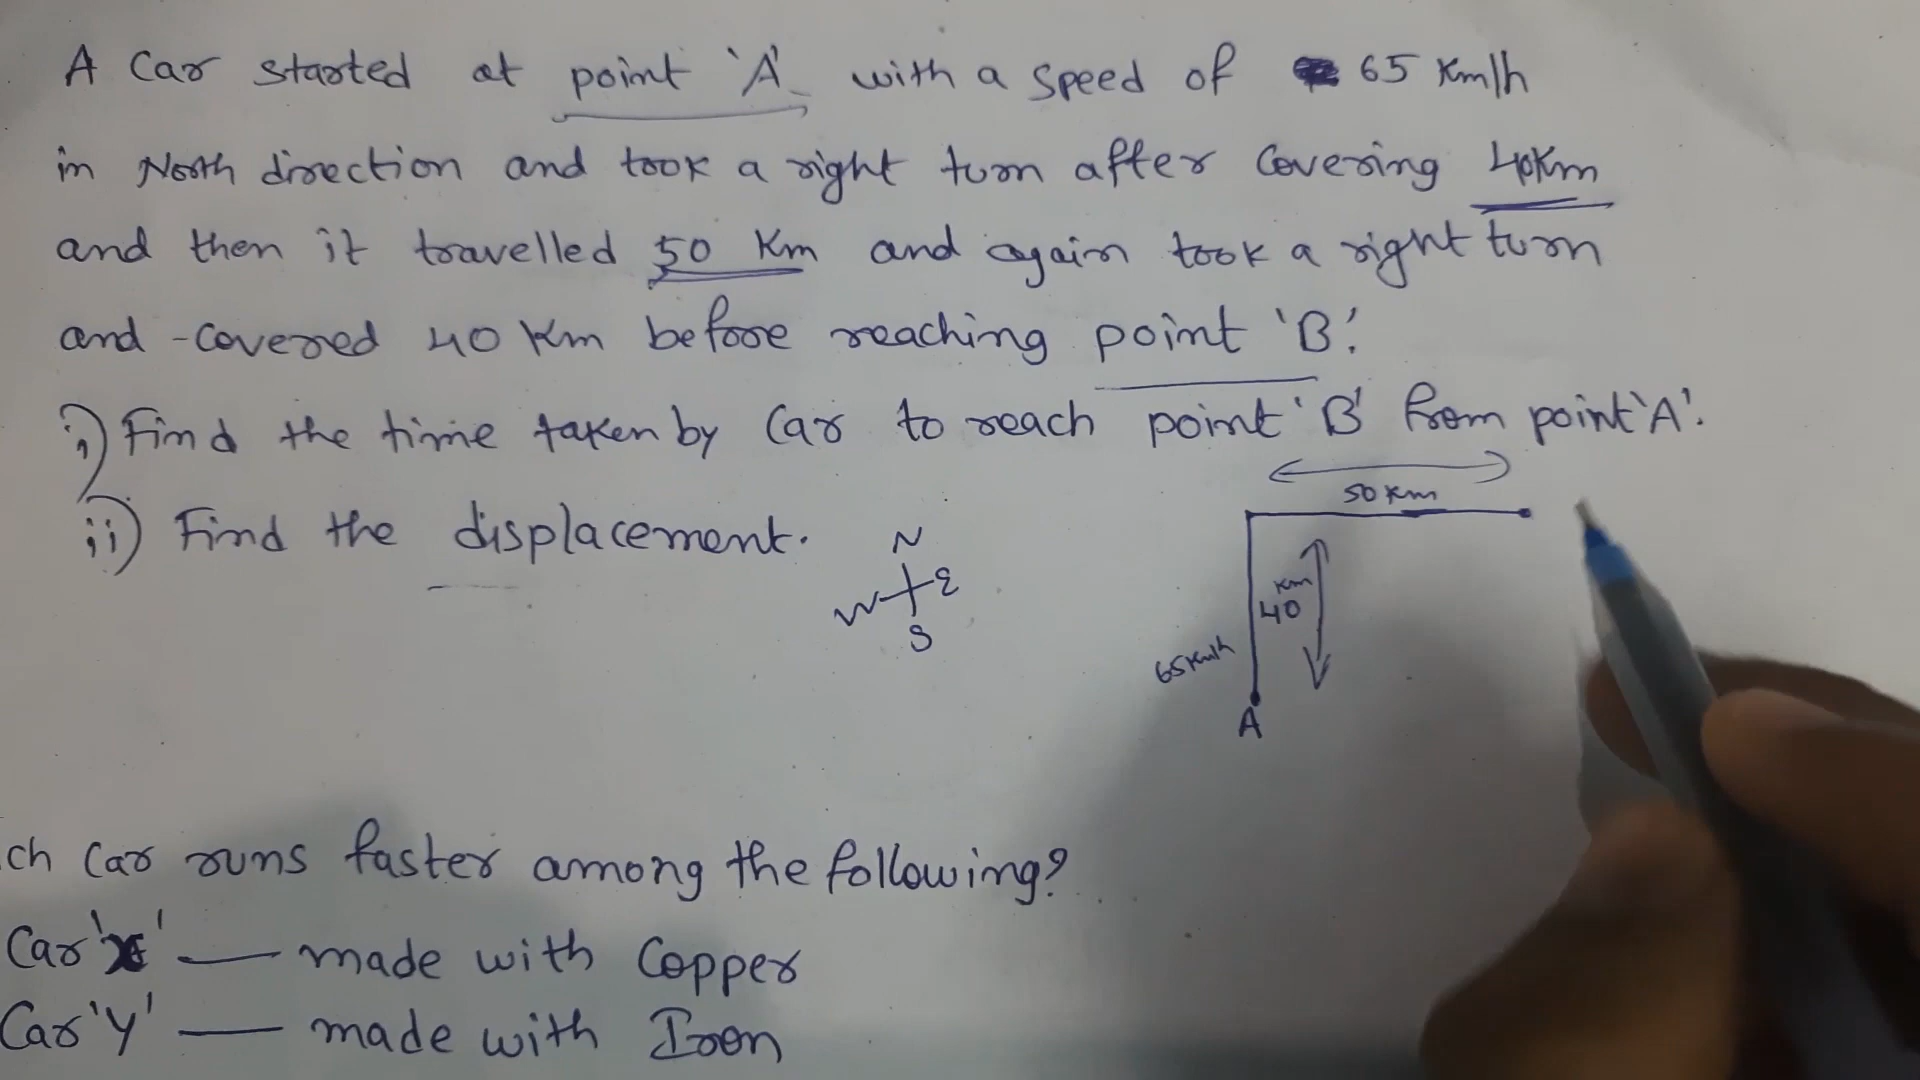 A Car started at point 'A' with a speed of 65 Km/h
in North direction and took a right turn after Covering 40Km
and then it travelled 50 Km and again took a right turn
and covered 40 Km before reaching point 'B'.
i) Find the time taken by Car to reach point 'B' from point 'A'.
ii) Find the displacement.
N
W E
S
50 Km
Km
40
65Km/h
A
ch Car runs faster among the following?
Car 'X' — made with Copper
Car 'Y' — made with Iron